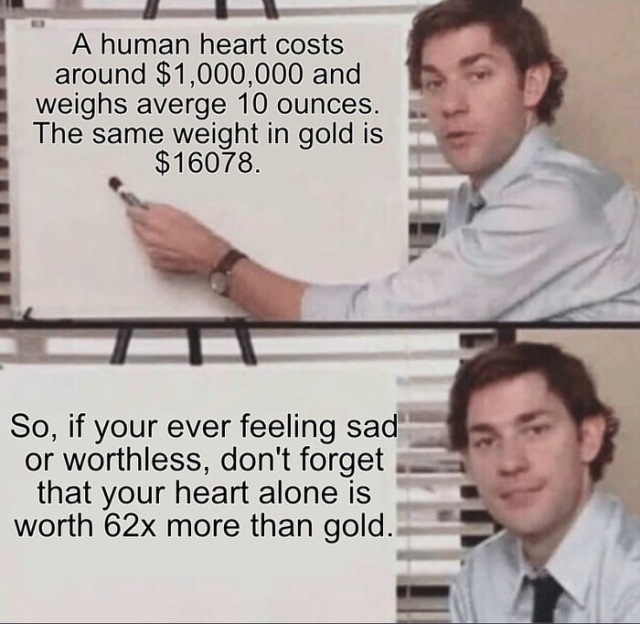 A human heart costs
around $1,000,000 and
weighs averge 10 ounces.
The same weight in gold is
$16078.
So, if your ever feeling sad
or worthless, don't forget
that your heart alone is
worth 62x more than gold.